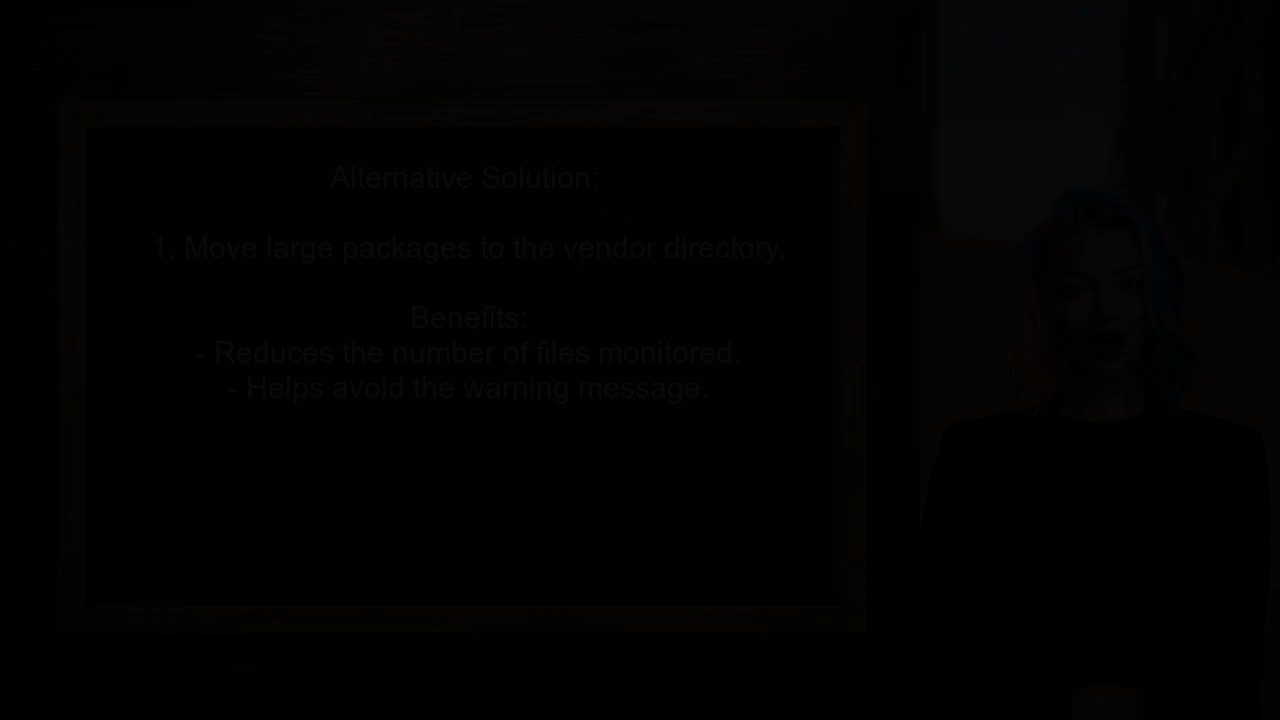 Alternative Solution:
1. Move large packages to the vendor directory.
Benefits:
- Reduces the number of files monitored.
- Helps avoid the warning message.